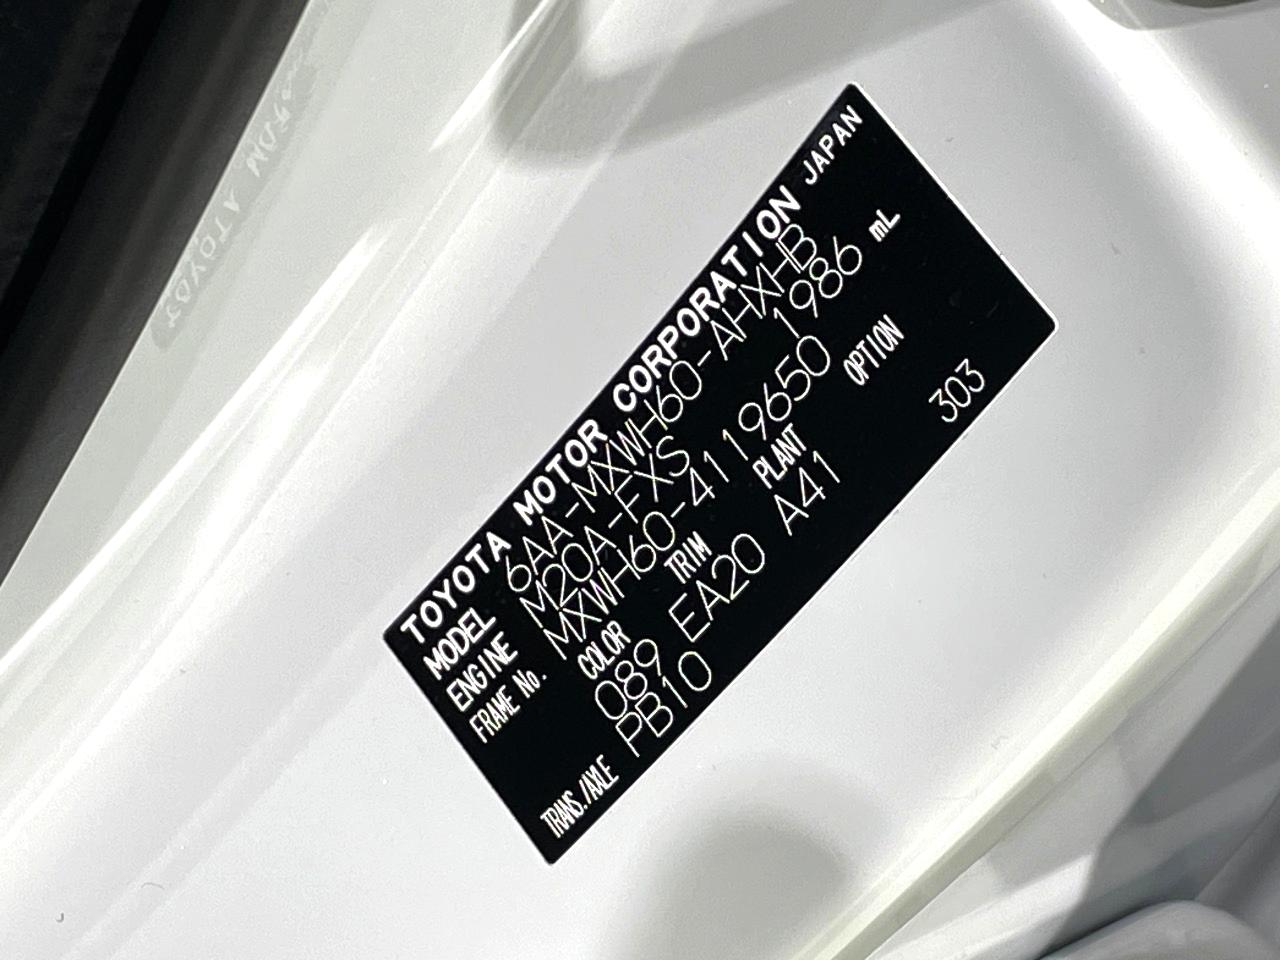 TOYOTA MOTOR CORPORATION JAPAN
MODEL 6AA-MXWH60-AHXHB
ENGINE M20A-FXS 1986 mL
FRAME No. MXWH60-4119650
COLOR TRIM PLANT OPTION
089 EA20 A41 303
TRANS./AXLE PB10